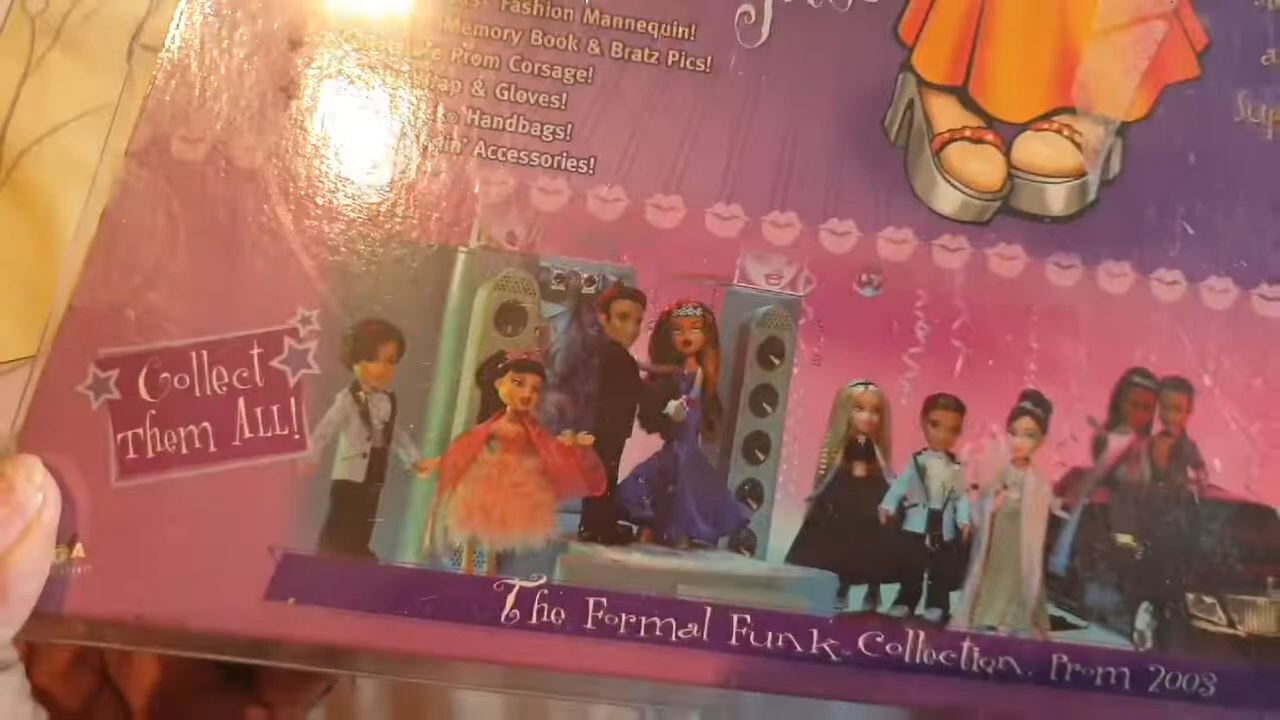 Fashion Mannequin!
Memory Book & Bratz Pics!
Prom Corsage!
& Gloves!
Handbags!
Accessories!
Collect
Them ALL!
The Formal Funk Collection. Prom 2003